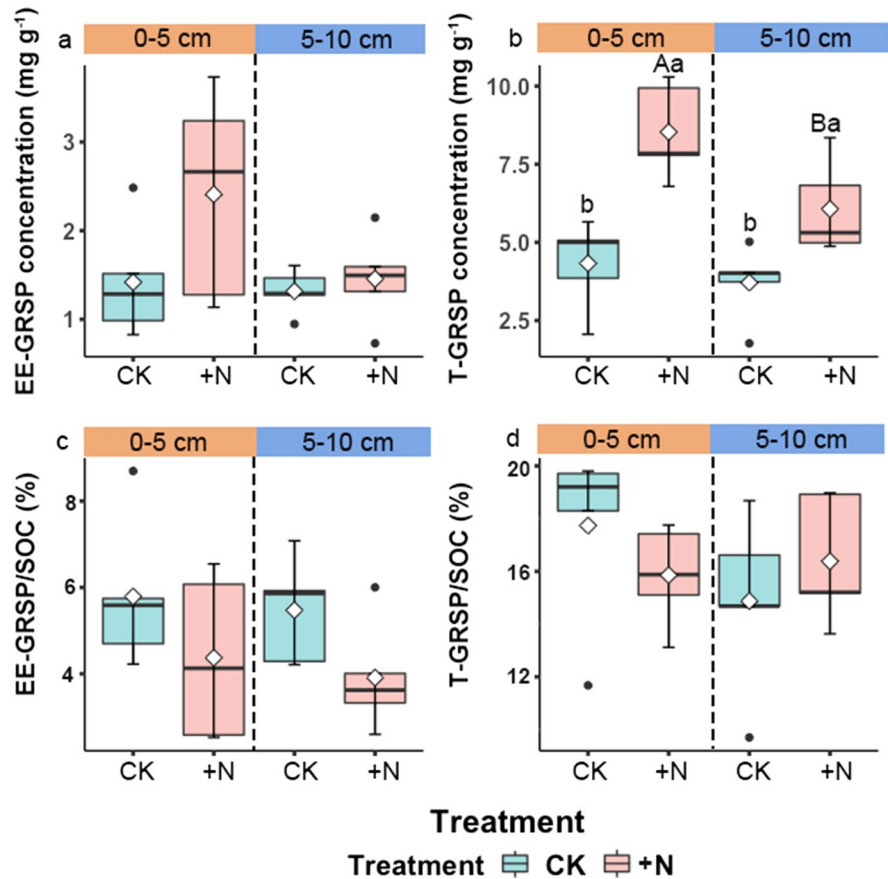 a
0-5 cm
5-10 cm
EE-GRSP concentration (mg g⁻¹)
3
2
1
CK
+N
CK
+N
b
0-5 cm
5-10 cm
T-GRSP concentration (mg g⁻¹)
10.0
7.5
5.0
2.5
b
Aa
b
Ba
CK
+N
CK
+N
c
0-5 cm
5-10 cm
EE-GRSP/SOC (%)
8
6
4
CK
+N
CK
+N
d
0-5 cm
5-10 cm
T-GRSP/SOC (%)
20
16
12
CK
+N
CK
+N
Treatment
Treatment CK +N